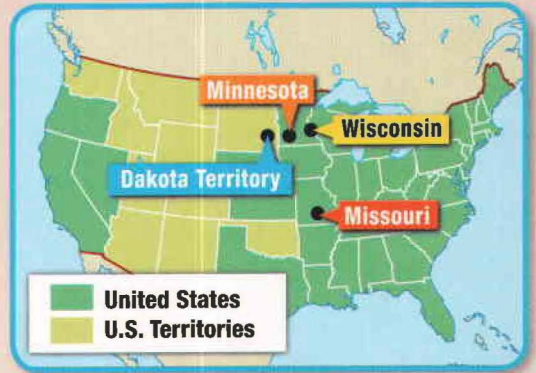 Minnesota
Wisconsin
Dakota Territory
Missouri
United States
U.S. Territories